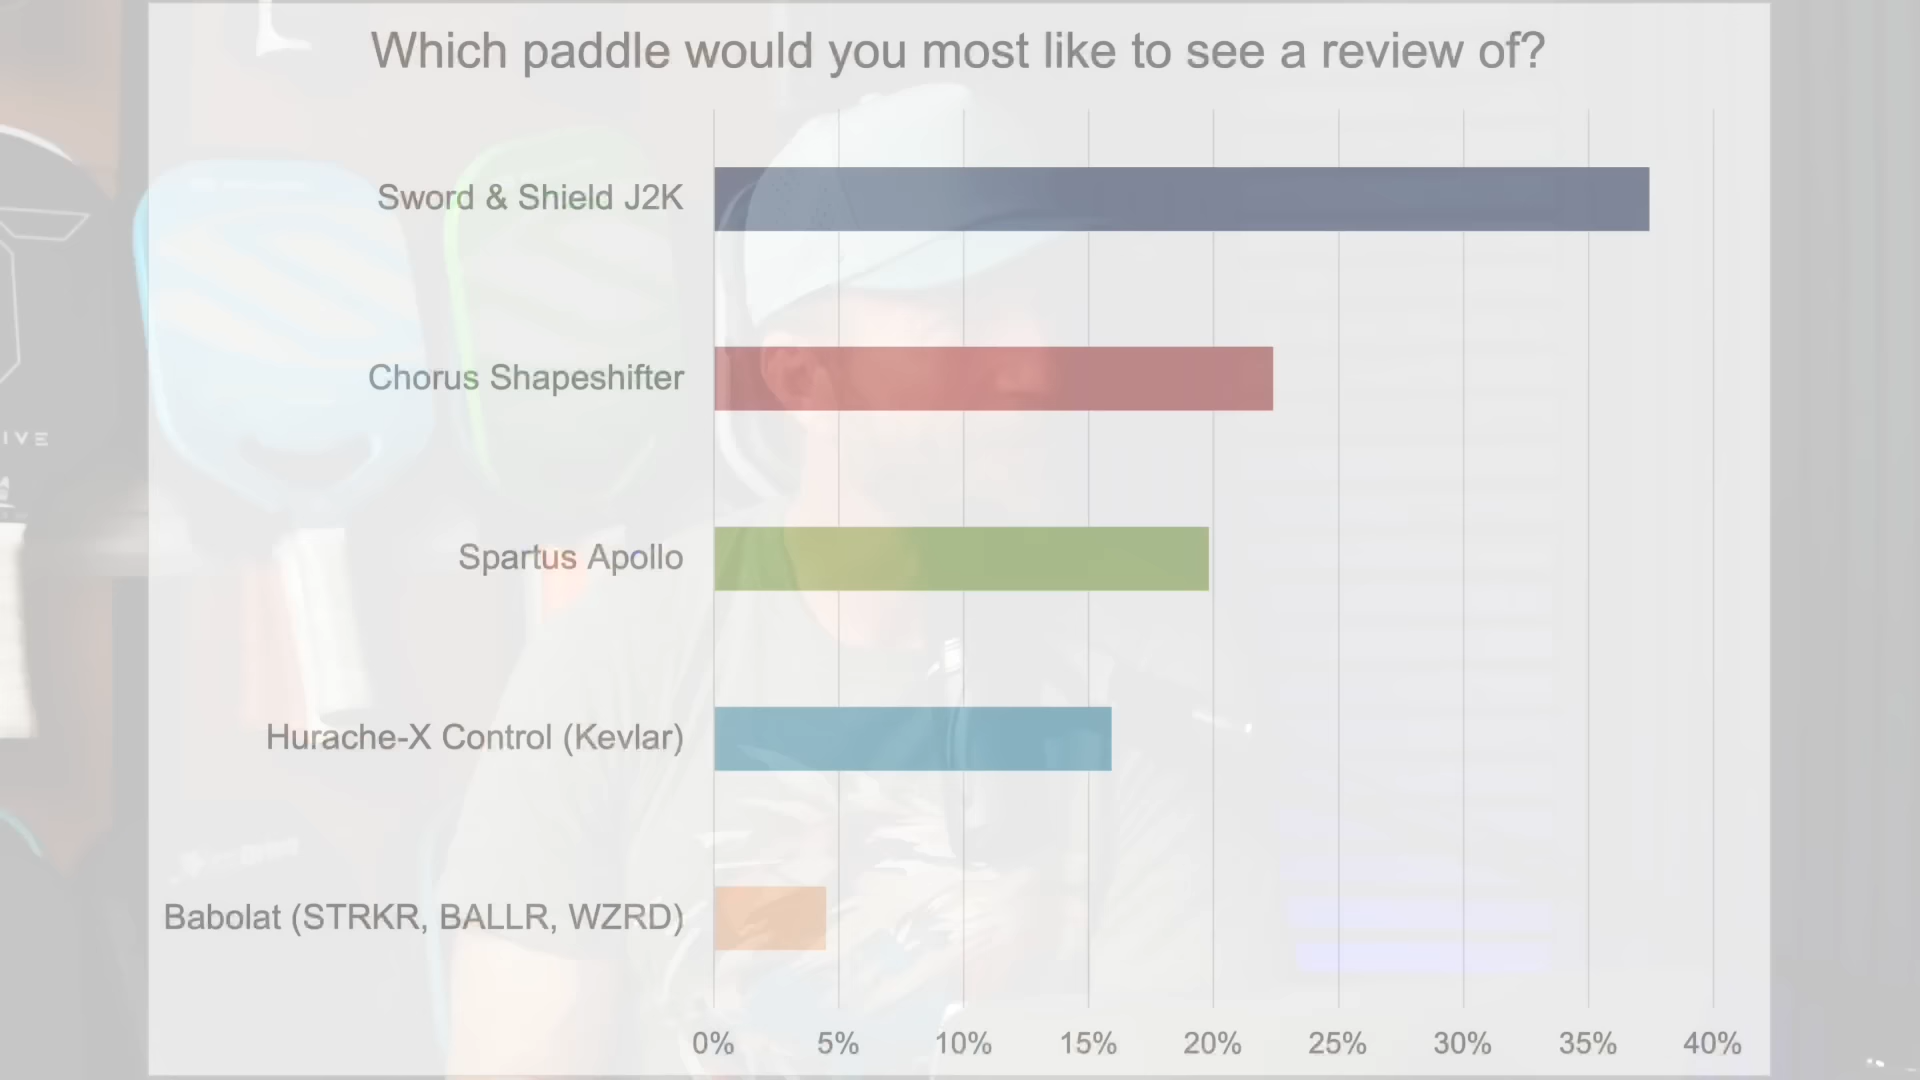 Which paddle would you most like to see a review of?
Sword & Shield J2K
Chorus Shapeshifter
IVE
Spartus Apollo
Hurache-X Control (Kevlar)
Babolat (STRKR, BALLR, WZRD)
0% 5% 10% 15% 20% 25% 30% 35% 40%